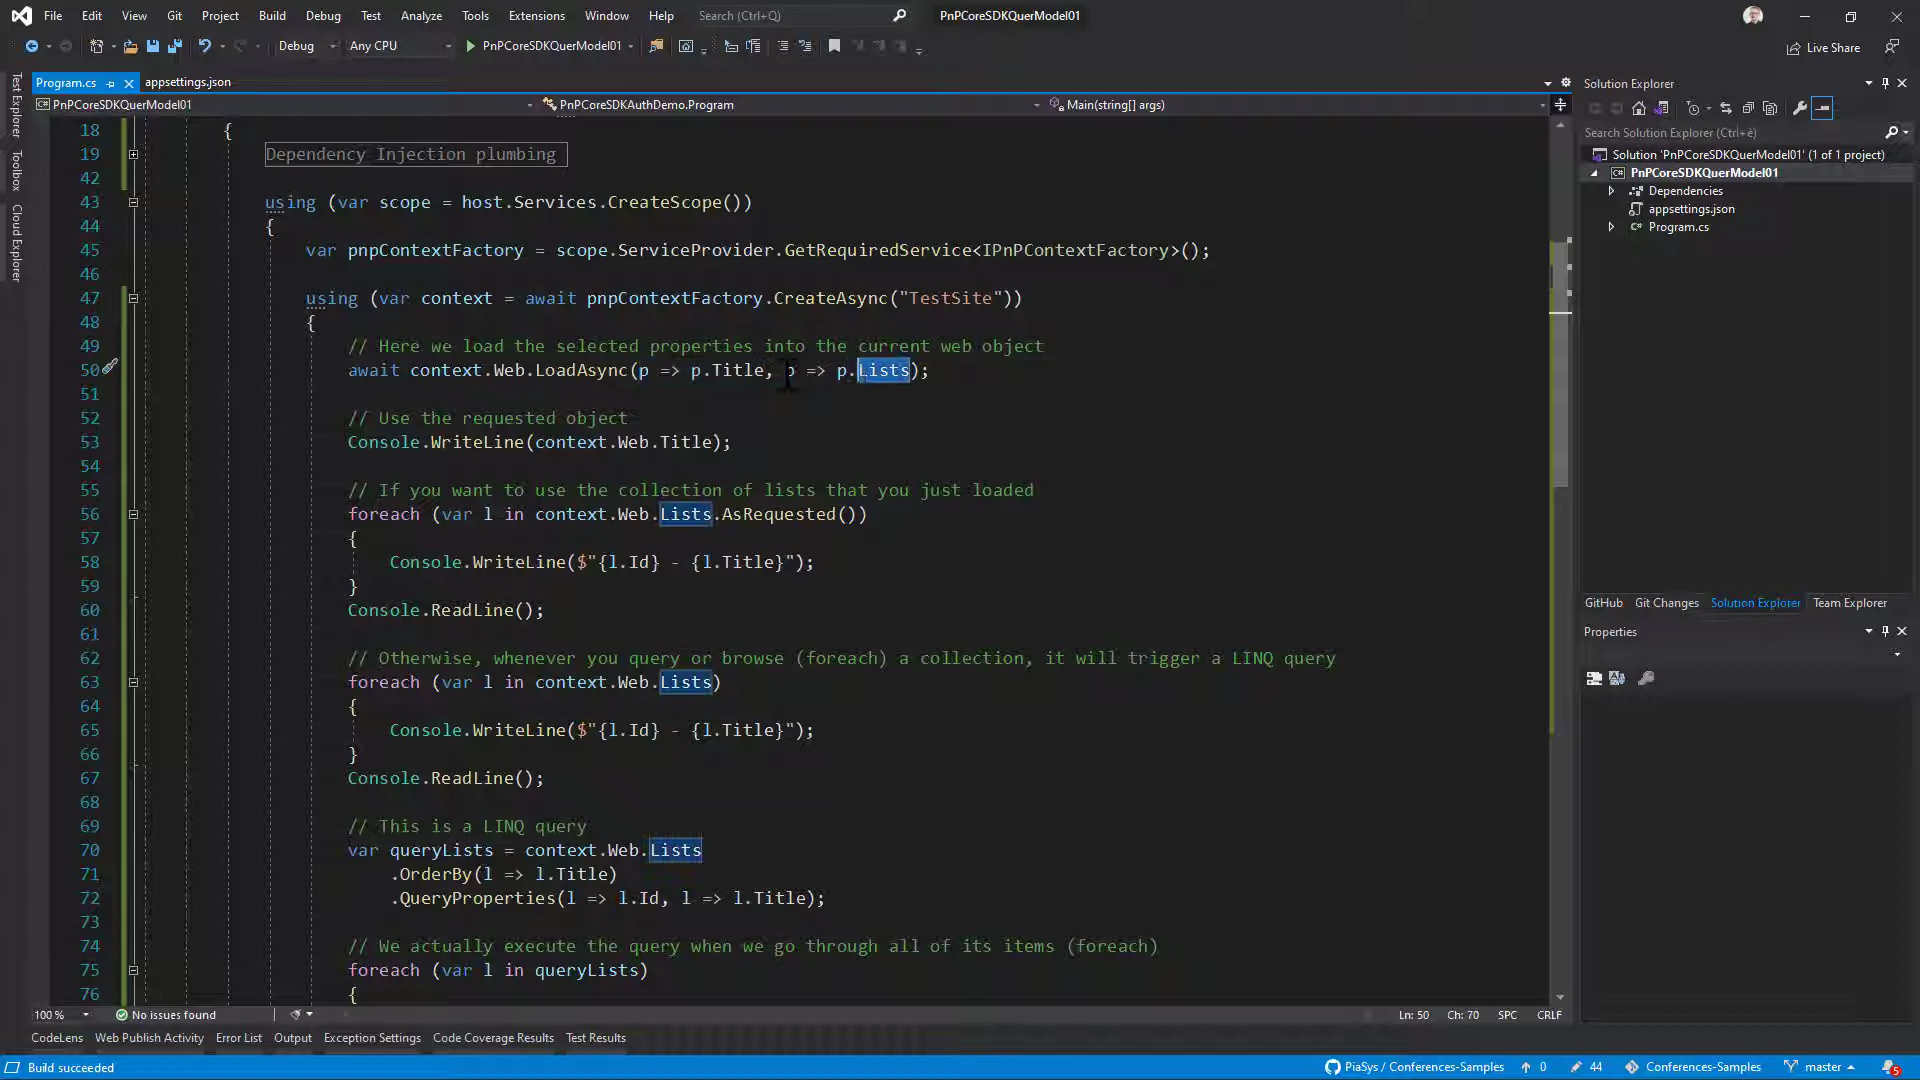 File Edit View Git Project Build Debug Test Analyze Tools Extensions Window Help Search (Ctrl+Q) PnPCoreSDKQuerModel01
Debug Any CPU PnPCoreSDKQuerModel01 Live Share
Program.cs appsettings.json
PnPCoreSDKQuerModel01 PnPCoreSDKAuthDemo.Program Main(string[] args)
Test Explorer
Toolbox
Cloud Explorer
18 {
19 Dependency Injection plumbing
42
43 using (var scope = host.Services.CreateScope())
44 {
45 var pnpContextFactory = scope.ServiceProvider.GetRequiredService<IPnPContextFactory>();
46
47 using (var context = await pnpContextFactory.CreateAsync("TestSite"))
48 {
49 // Here we load the selected properties into the current web object
50 await context.Web.LoadAsync(p => p.Title, p => p.Lists);
51
52 // Use the requested object
53 Console.WriteLine(context.Web.Title);
54
55 // If you want to use the collection of lists that you just loaded
56 foreach (var l in context.Web.Lists.AsRequested())
57 {
58 Console.WriteLine($"{l.Id} - {l.Title}");
59 }
60 Console.ReadLine();
61
62 // Otherwise, whenever you query or browse (foreach) a collection, it will trigger a LINQ query
63 foreach (var l in context.Web.Lists)
64 {
65 Console.WriteLine($"{l.Id} - {l.Title}");
66 }
67 Console.ReadLine();
68
69 // This is a LINQ query
70 var queryLists = context.Web.Lists
71 .OrderBy(l => l.Title)
72 .QueryProperties(l => l.Id, l => l.Title);
73
74 // We actually execute the query when we go through all of its items (foreach)
75 foreach (var l in queryLists)
76 {
100 % No issues found Ln: 50 Ch: 70 SPC CRLF
CodeLens Web Publish Activity Error List Output Exception Settings Code Coverage Results Test Results
Solution Explorer
Search Solution Explorer (Ctrl+è)
Solution 'PnPCoreSDKQuerModel01' (1 of 1 project)
PnPCoreSDKQuerModel01
Dependencies
appsettings.json
C# Program.cs
GitHub Git Changes Solution Explorer Team Explorer
Properties
Build succeeded PiaSys / Conferences-Samples 0 44 Conferences-Samples master 5